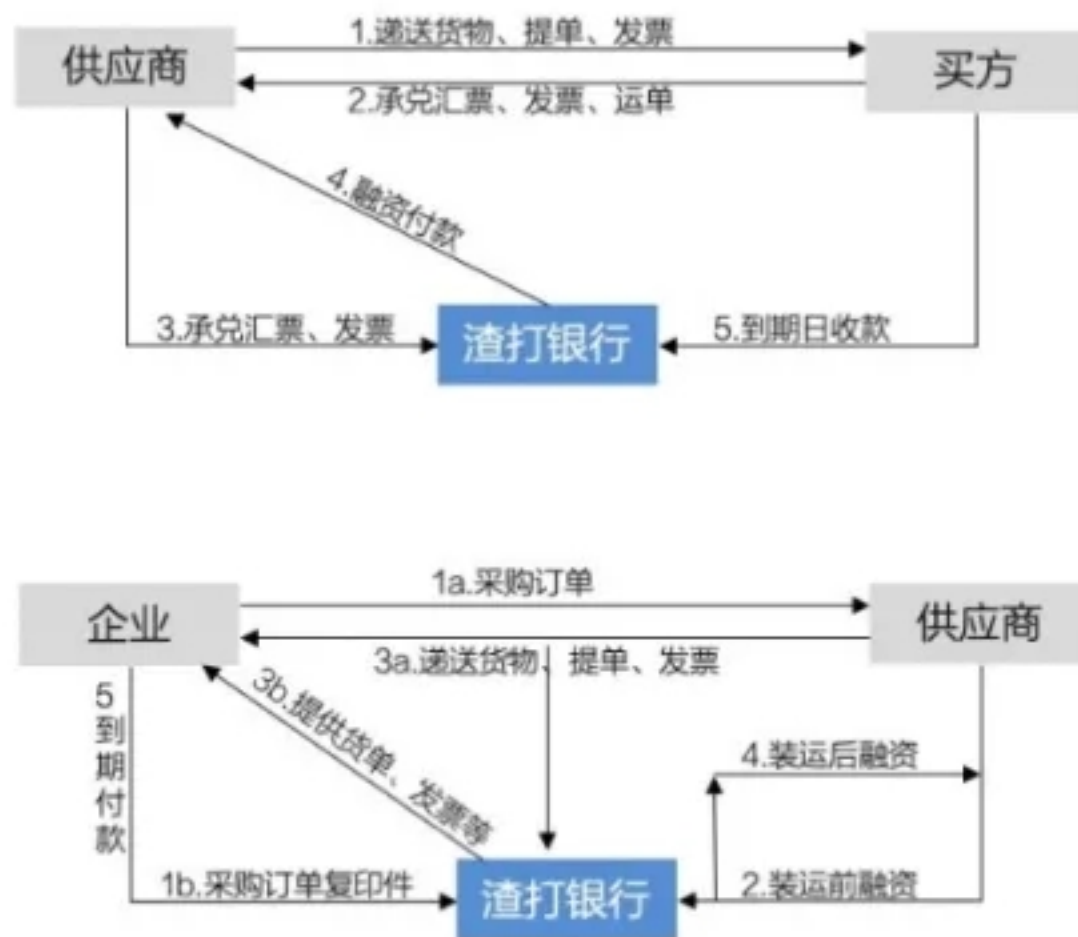 1.递送货物、提单、发票
供应商
买方
2.承兑汇票、发票、运单
4.融资付款
3.承兑汇票、发票
渣打银行
5.到期日收款
1a.采购订单
企业
供应商
3a.递送货物、提单、发票
3b.提供货单、发票等
5到期付款
4.装运后融资
1b.采购订单复印件
渣打银行
2.装运前融资